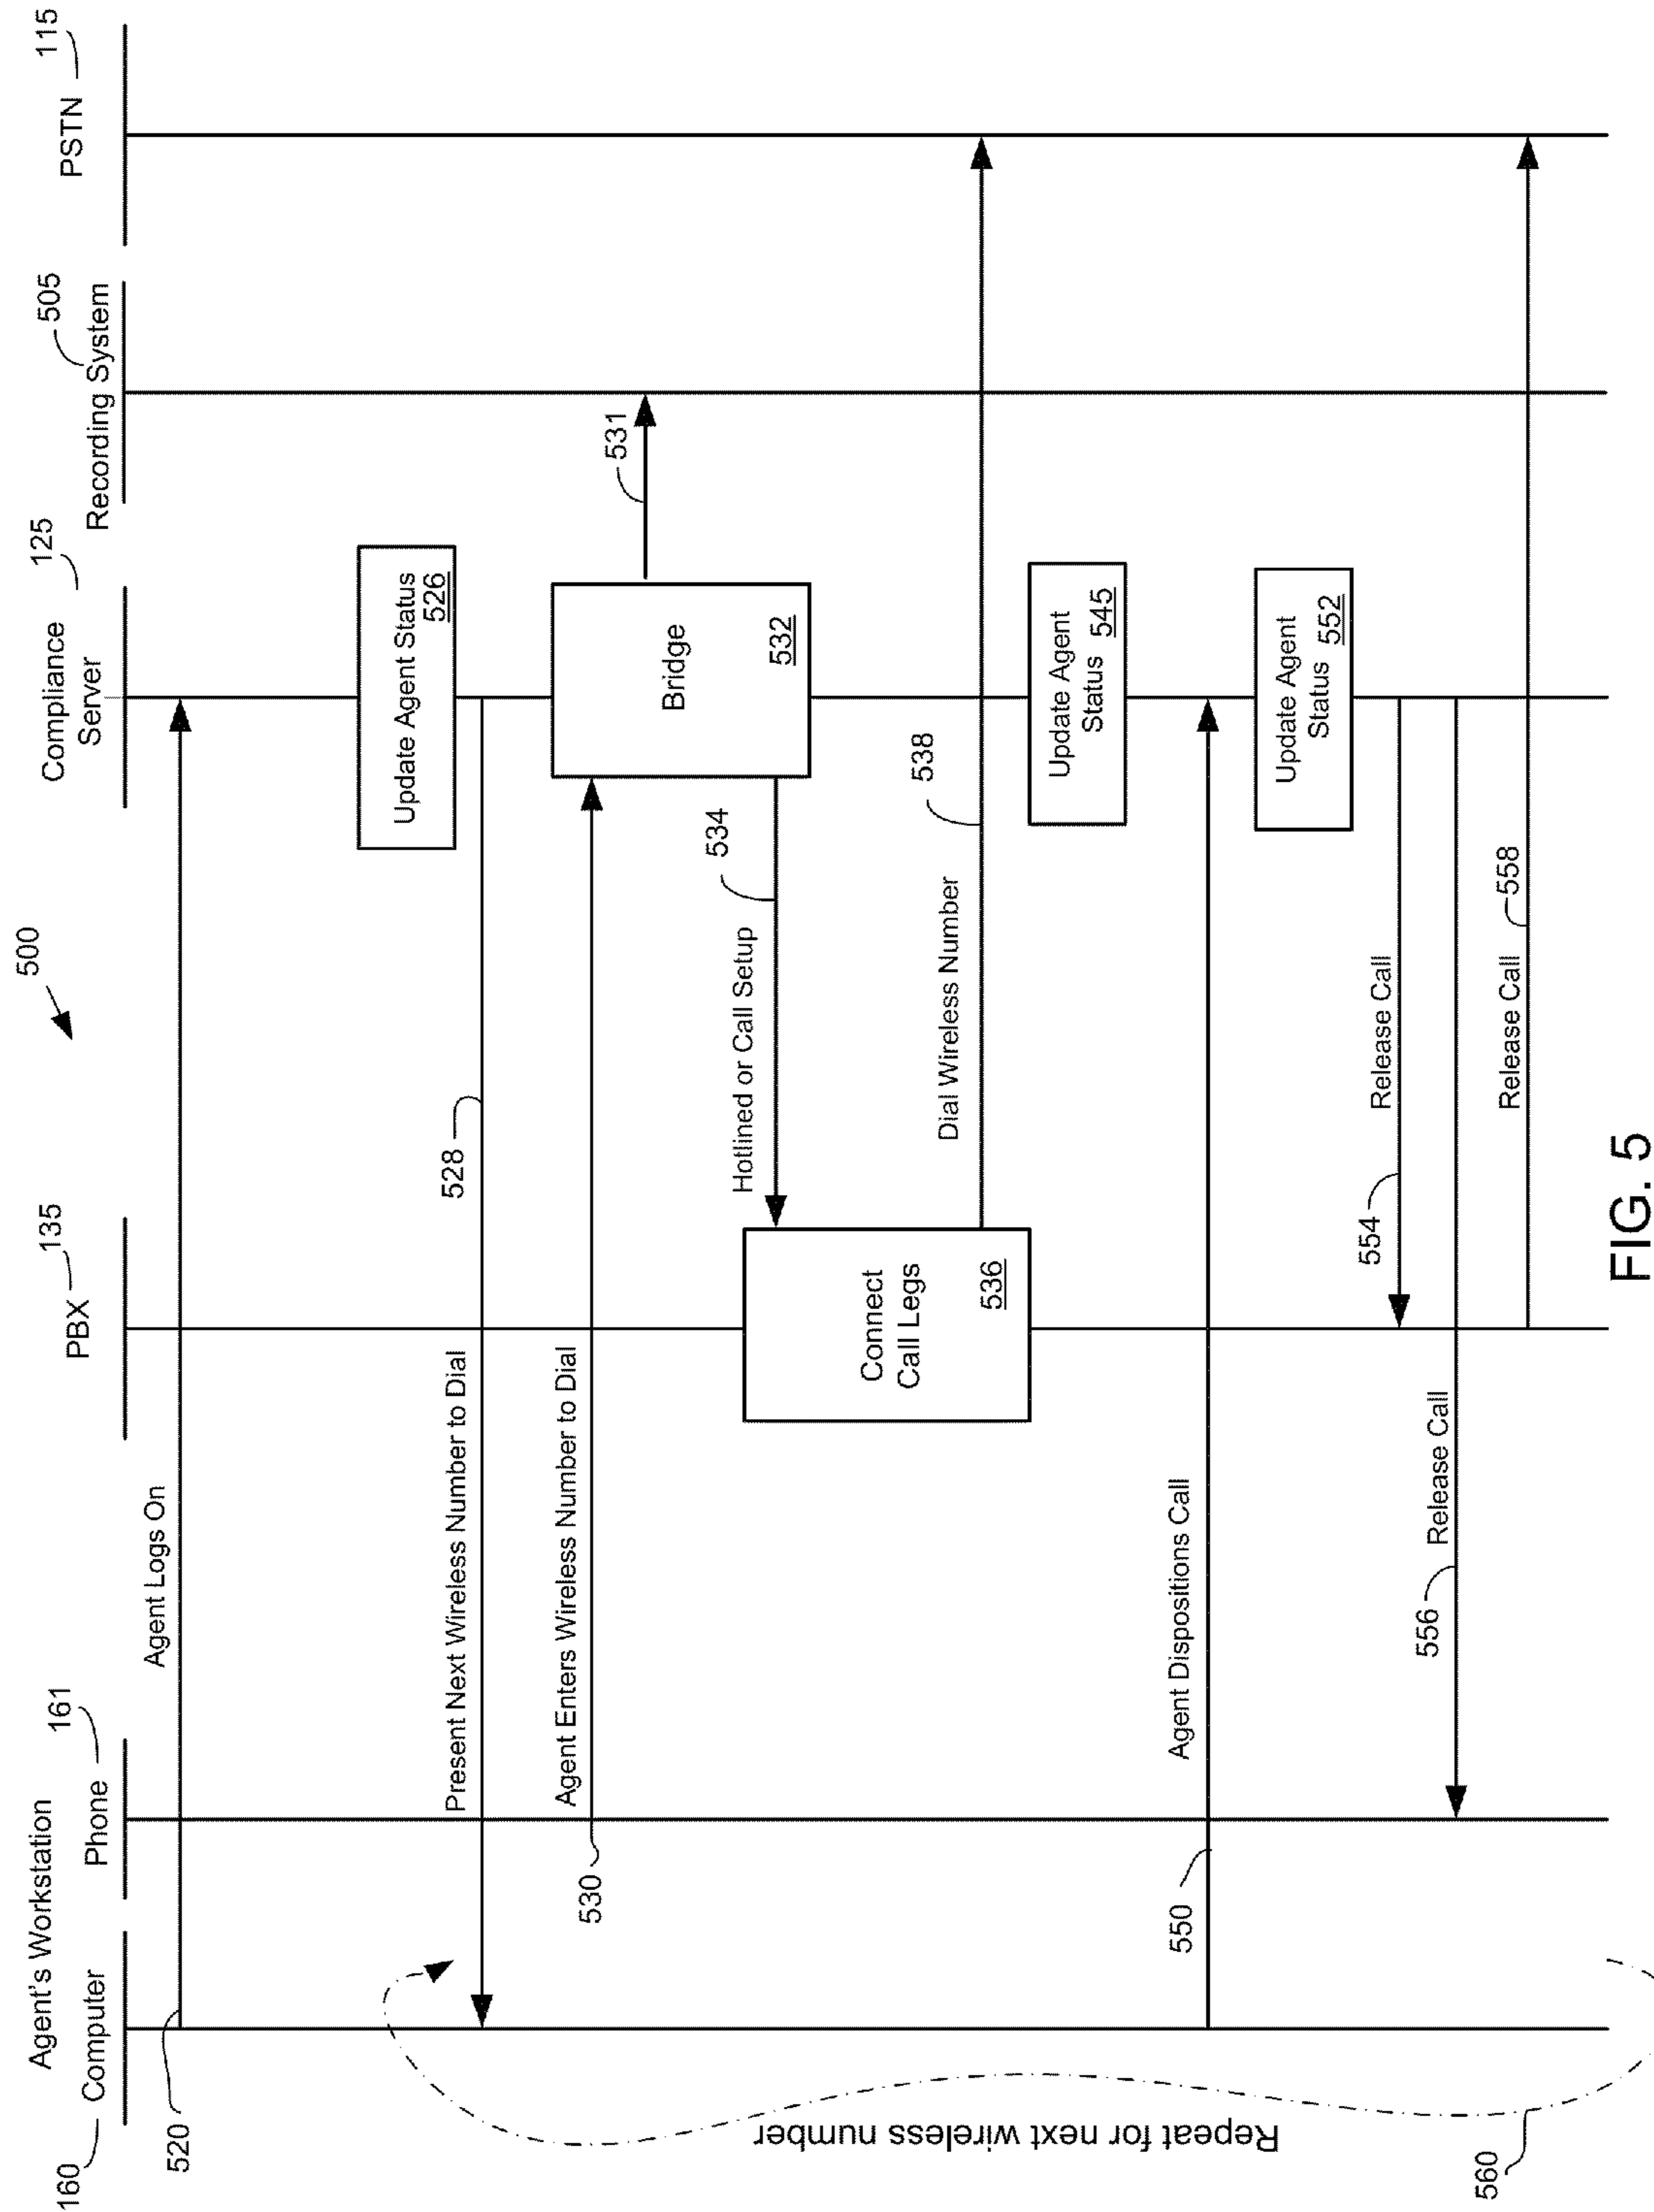 500
Agent's Workstation
160
Computer
Phone
161
PBX
135
Compliance
Server
125
Recording System
505
PSTN
115
520
Agent Logs On
Update Agent Status
526
Present Next Wireless Number to Dial
528
530
Agent Enters Wireless Number to Dial
531
Bridge
532
Hotlined or Call Setup
534
Connect
Call Legs
536
Dial Wireless Number
538
Update Agent
Status 545
550
Agent Dispositions Call
Update Agent
Status 552
554
Release Call
556
Release Call
Release Call
558
Repeat for next wireless number
560
FIG. 5